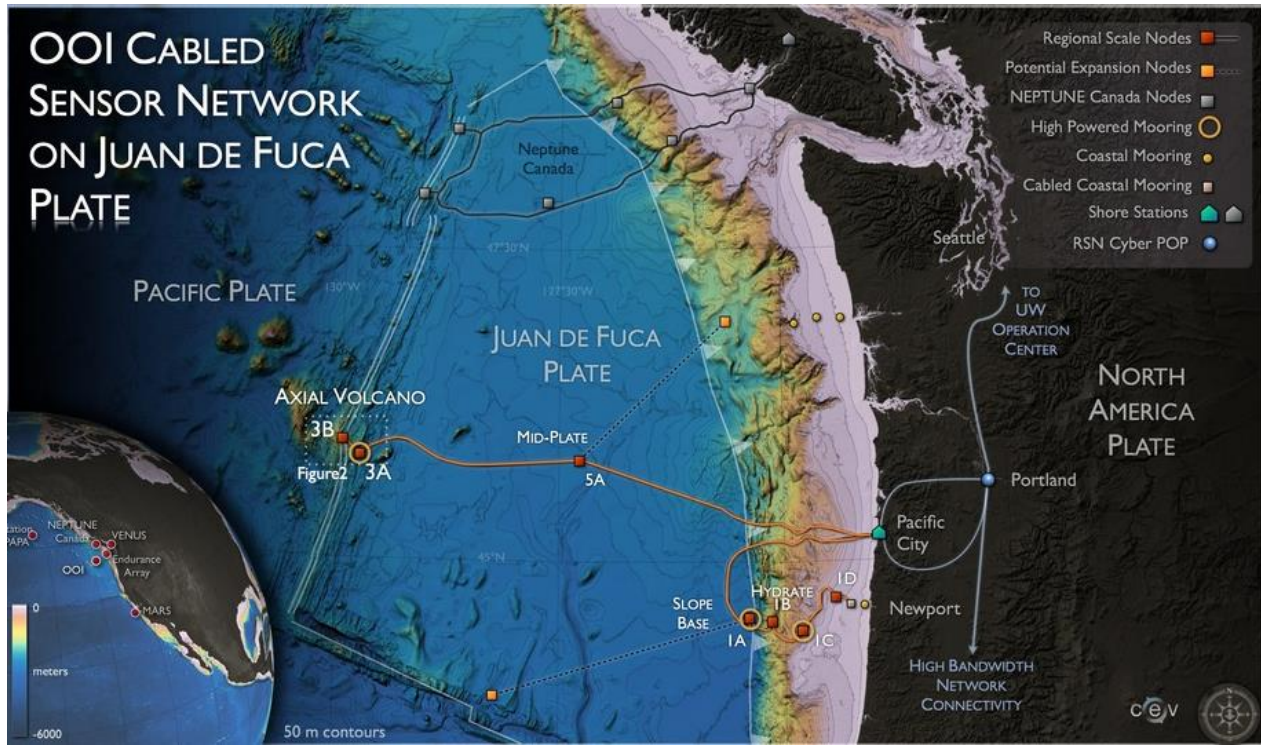 OOI CABLED
SENSOR NETWORK
ON JUAN DE FUCA
PLATE
Regional Scale Nodes
Potential Expansion Nodes
NEPTUNE Canada Nodes
High Powered Mooring
Coastal Mooring
Cabled Coastal Mooring
Shore Stations
RSN Cyber POP
Neptune
Canada
Seattle
47°30'N
130°W
127°30'
PACIFIC PLATE
JUAN DE FUCA
PLATE
TO
UW
OPERATION
CENTER
NORTH
AMERICA
PLATE
AXIAL VOLCANO
3B
Figure2
3A
MID-PLATE
5A
Portland
Pacific
City
45°N
HYDRATE
1B
1D
SLOPE
BASE
1A
1C
Newport
HIGH BANDWIDTH
NETWORK
CONNECTIVITY
NEPTUNE
Canada
VENUS
PAPA
Endurance
Array
OOI
MARS
0
meters
-6000
50 m contours
cev